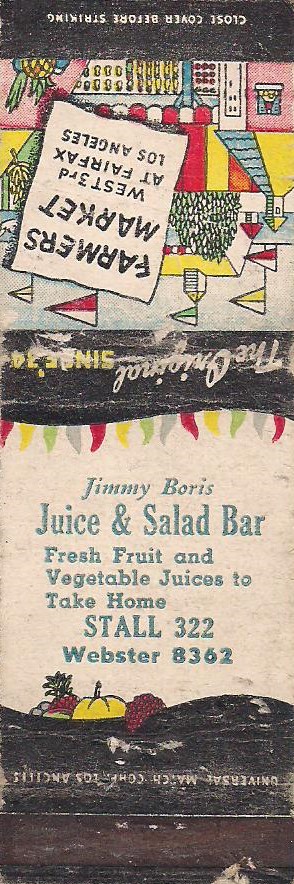 CLOSE COVER BEFORE STRIKING
FARMERS
MARKET
WEST 3rd
AT FAIRFAX
LOS ANGELES
The Original
SINCE '34
Jimmy Boris
Juice & Salad Bar
Fresh Fruit and
Vegetable Juices to
Take Home
STALL 322
Webster 8362
UNIVERSAL MATCH CORP., LOS ANGELES